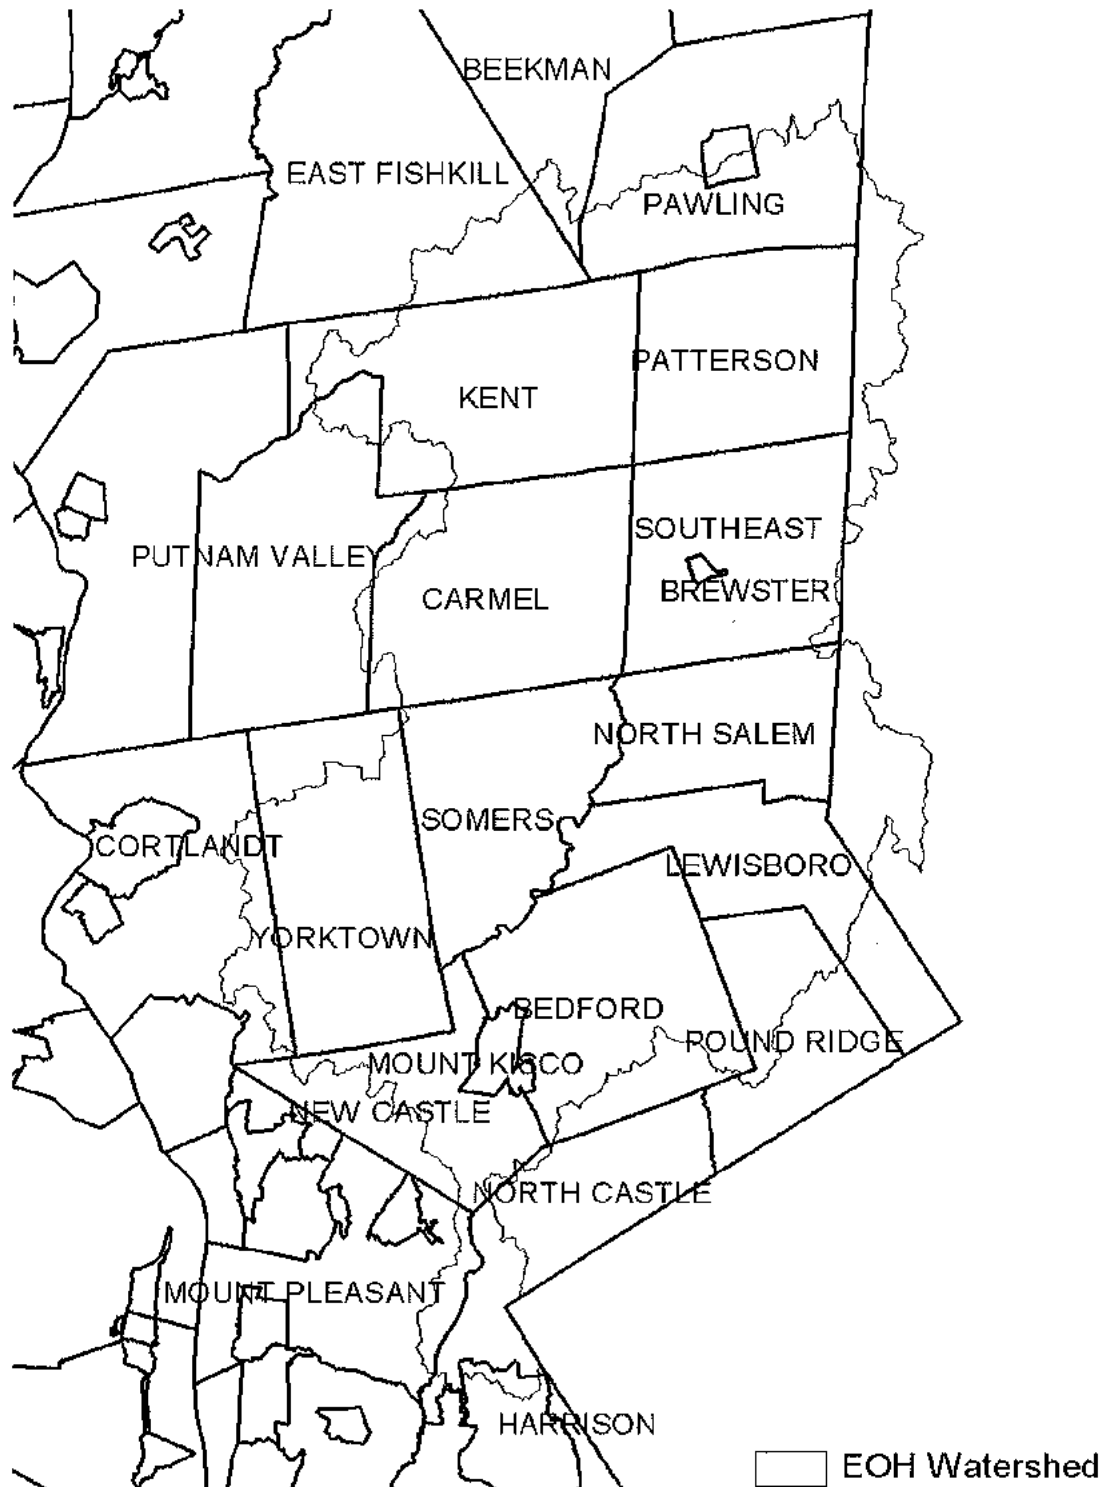 BEEKMAN
EAST FISHKILL
PAWLING
PATTERSON
KENT
SOUTHEAST
PUTNAM VALLEY
BREWSTER
CARMEL
NORTH SALEM
SOMERS
CORTLANDT
LEWISBORO
YORKTOWN
BEDFORD
POUND RIDGE
MOUNT KISCO
NEW CASTLE
NORTH CASTLE
MOUNT PLEASANT
HARRISON
EOH Watershed